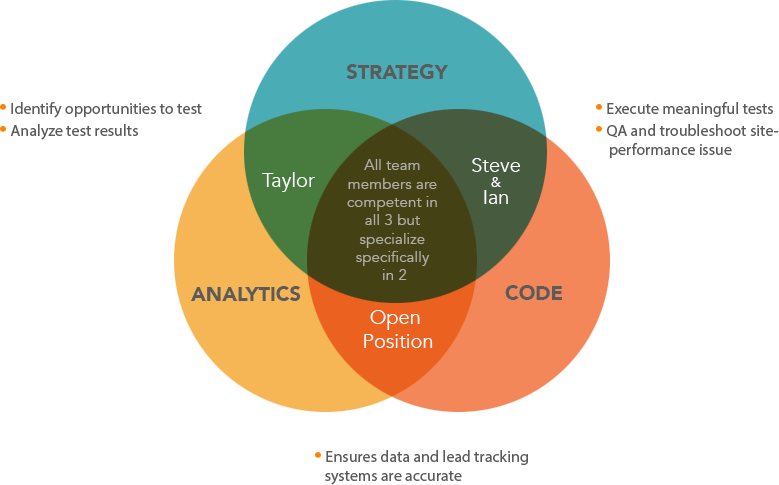 STRATEGY
• Identify opportunities to test
• Analyze test results
• Execute meaningful tests
• QA and troubleshoot site-
performance issue
Taylor
All team
members are
competent in
all 3 but
specialize
specifically
in 2
Steve
&
Ian
ANALYTICS
CODE
Open
Position
• Ensures data and lead tracking
systems are accurate